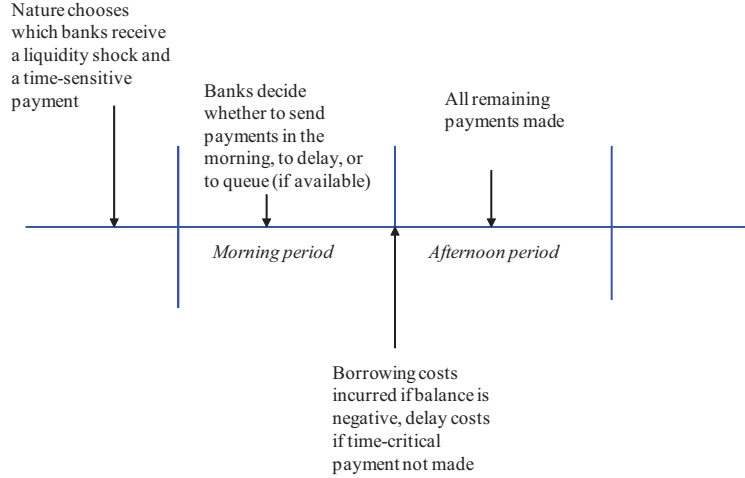 Nature chooses
which banks receive
a liquidity shock and
a time-sensitive
payment
Banks decide
whether to send
payments in the
morning, to delay, or
to queue (if available)
All remaining
payments made
Morning period
Afternoon period
Borrowing costs
incurred if balance is
negative, delay costs
if time-critical
payment not made